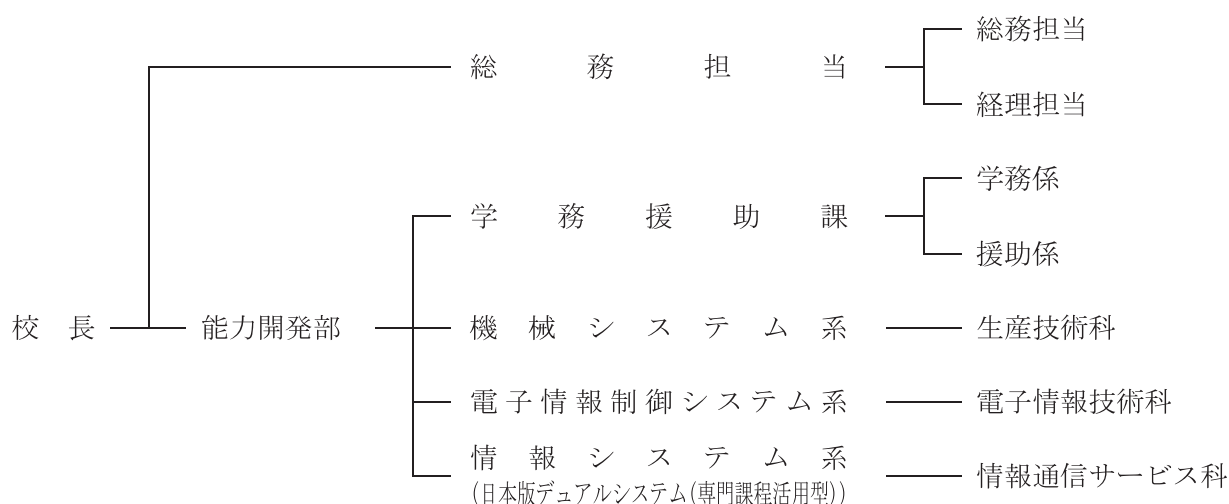 総務担当
総務担当
経理担当
学務係
学務援助課
援助係
校長
能力開発部
機械システム系
生産技術科
電子情報制御システム系
電子情報技術科
情報システム系
(日本版デュアルシステム(専門課程活用型))
情報通信サービス科